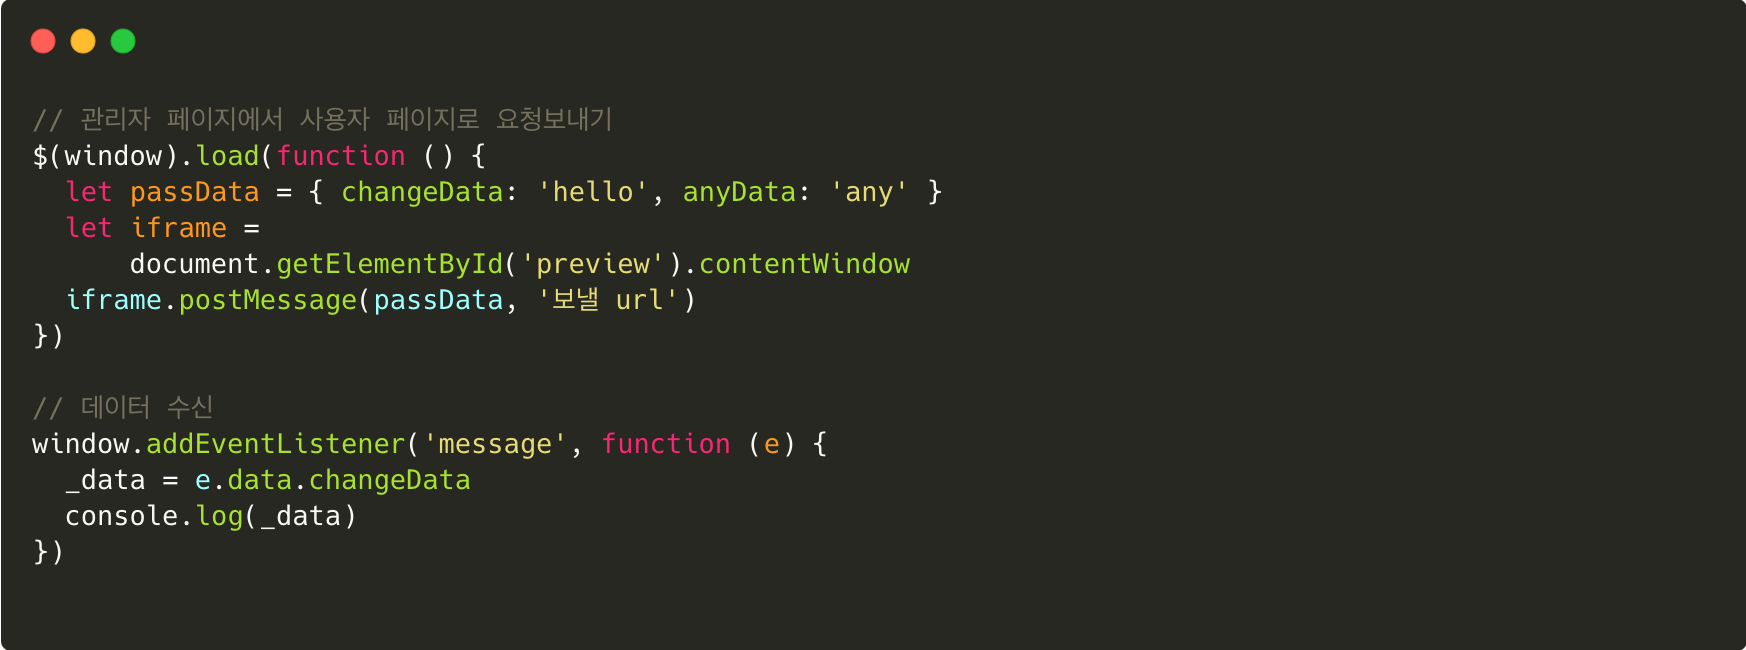 // 관리자 페이지에서 사용자 페이지로 요청보내기
$(window).load(function () {
  let passData = { changeData: 'hello', anyData: 'any' }
  let iframe =
      document.getElementById('preview').contentWindow
  iframe.postMessage(passData, '보낼 url')
})

// 데이터 수신
window.addEventListener('message', function (e) {
  _data = e.data.changeData
  console.log(_data)
})